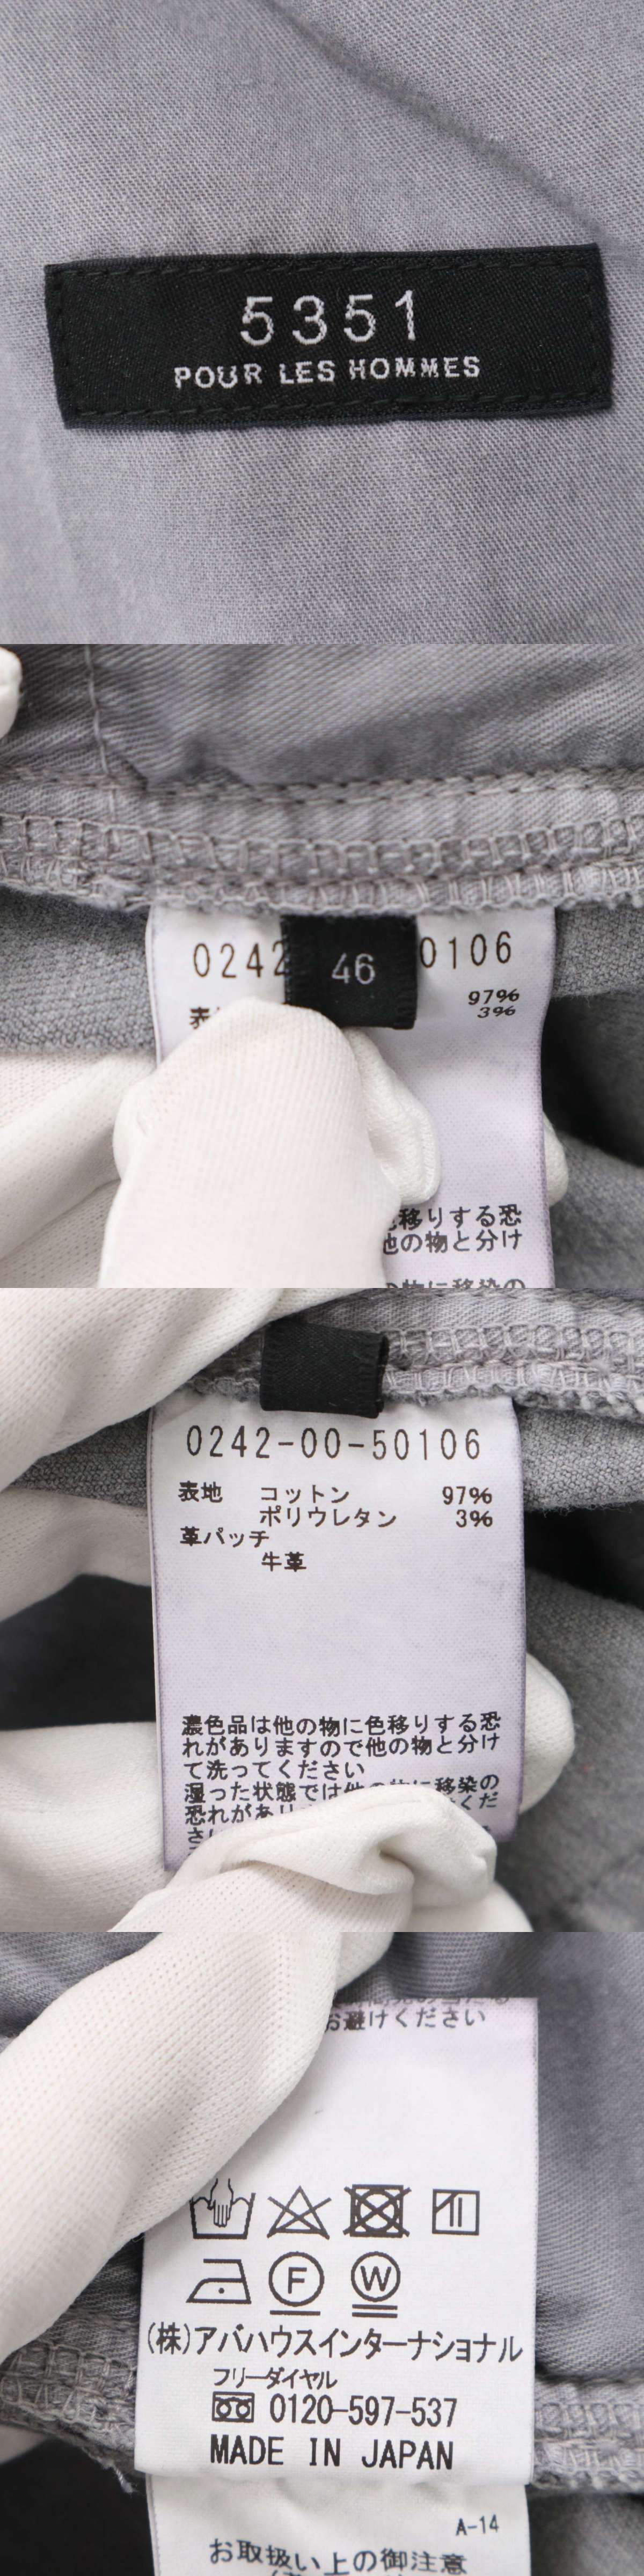 5351
POUR LES HOMMES
0242 46 0106
97%
3%
移りする恐
他の物と分け
0242-00-50106
表地 コットン 97%
ポリウレタン 3%
革パッチ
牛革
濃色品は他の物に色移りする恐
れがありますので他の物と分け
て洗ってください
湿った状態では他の物に移染の
恐れがあり
お避けください
F W
(株)アバハウスインターナショナル
フリーダイヤル
0120-597-537
MADE IN JAPAN
A-14
お取扱い上の御注意